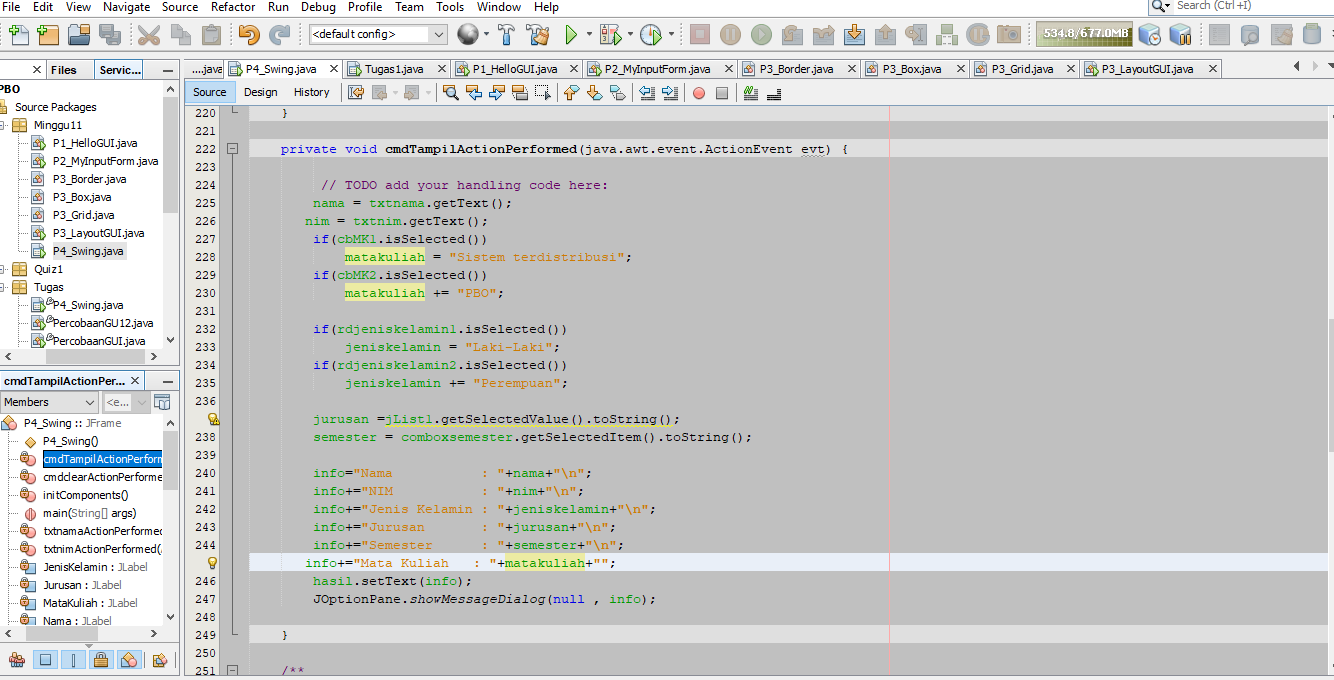 File Edit View Navigate Source Refactor Run Debug Profile Team Tools Window Help
Search (Ctrl+I)
<default config>
534.8/677.0MB
Files Servic...
...java P4_Swing.java Tugas1.java P1_HelloGUI.java P2_MyInputForm.java P3_Border.java P3_Box.java P3_Grid.java P3_LayoutGUI.java
Source Design History
PBO
Source Packages
Minggu11
P1_HelloGUI.java
P2_MyInputForm.java
P3_Border.java
P3_Box.java
P3_Grid.java
P3_LayoutGUI.java
P4_Swing.java
Quiz1
Tugas
P4_Swing.java
PercobaanGU12.java
PercobaanGUI.java
cmdTampilActionPer...
Members <e...
P4_Swing :: JFrame
P4_Swing()
cmdTampilActionPerform
cmdclearActionPerforme
initComponents()
main(String[] args)
txtnamaActionPerformed
txtnimActionPerformed(
JenisKelamin : JLabel
Jurusan : JLabel
MataKuliah : JLabel
Nama : JLabel
220 }
221
222 private void cmdTampilActionPerformed(java.awt.event.ActionEvent evt) {
223
224 // TODO add your handling code here:
225 nama = txtnama.getText();
226 nim = txtnim.getText();
227 if(cbMK1.isSelected())
228 matakuliah = "Sistem terdistribusi";
229 if(cbMK2.isSelected())
230 matakuliah += "PBO";
231
232 if(rdjeniskelamin1.isSelected())
233 jeniskelamin = "Laki-Laki";
234 if(rdjeniskelamin2.isSelected())
235 jeniskelamin += "Perempuan";
236
jurusan =jList1.getSelectedValue().toString();
238 semester = comboxsemester.getSelectedItem().toString();
239
240 info="Nama : "+nama+"\n";
241 info+="NIM : "+nim+"\n";
242 info+="Jenis Kelamin : "+jeniskelamin+"\n";
243 info+="Jurusan : "+jurusan+"\n";
244 info+="Semester : "+semester+"\n";
info+="Mata Kuliah : "+matakuliah+"";
246 hasil.setText(info);
247 JOptionPane.showMessageDialog(null , info);
248
249 }
250
251 /**